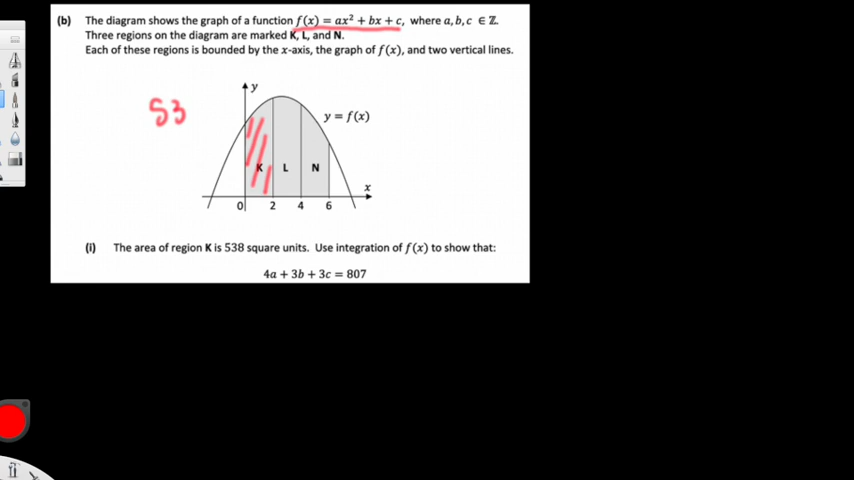 (b) The diagram shows the graph of a function f(x) = ax² + bx + c, where a, b, c ∈ ℤ.
Three regions on the diagram are marked K, L, and N.
Each of these regions is bounded by the x-axis, the graph of f(x), and two vertical lines.
y
53
y = f(x)
K L N
x
0 2 4 6
(i) The area of region K is 538 square units. Use integration of f(x) to show that:
4a + 3b + 3c = 807